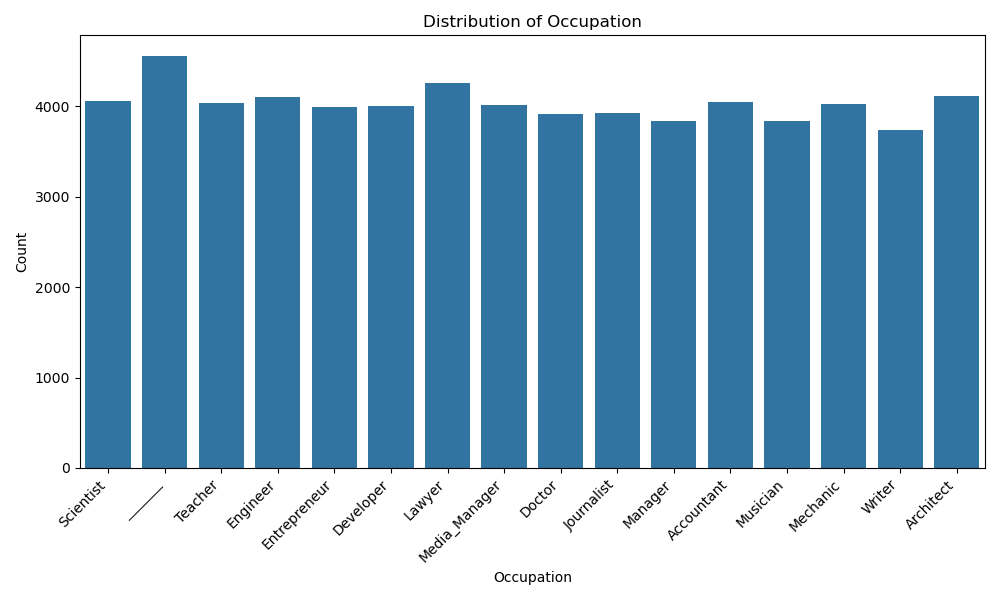 Distribution of Occupation
Count
4000
3000
2000
1000
0
Scientist
_______
Teacher
Engineer
Entrepreneur
Developer
Lawyer
Media_Manager
Doctor
Journalist
Manager
Accountant
Musician
Mechanic
Writer
Architect
Occupation